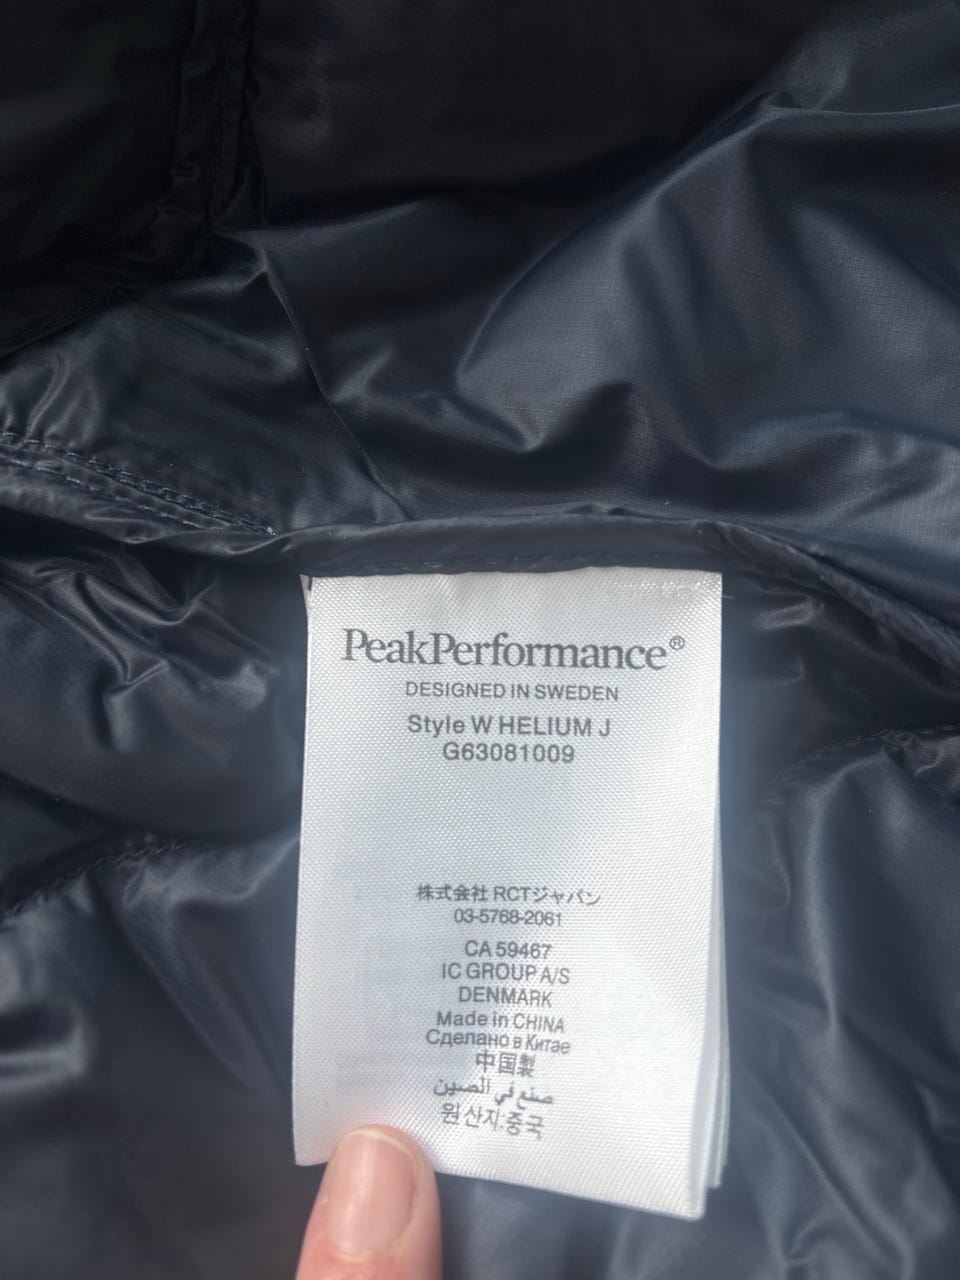 PeakPerformance®
DESIGNED IN SWEDEN
Style W HELIUM J
G63081009
株式会社 RCTジャパン
03-5768-2061
CA 59467
IC GROUP A/S
DENMARK
Made in CHINA
Сделано в Китае
中国製
صنع في الصين
원산지:중국